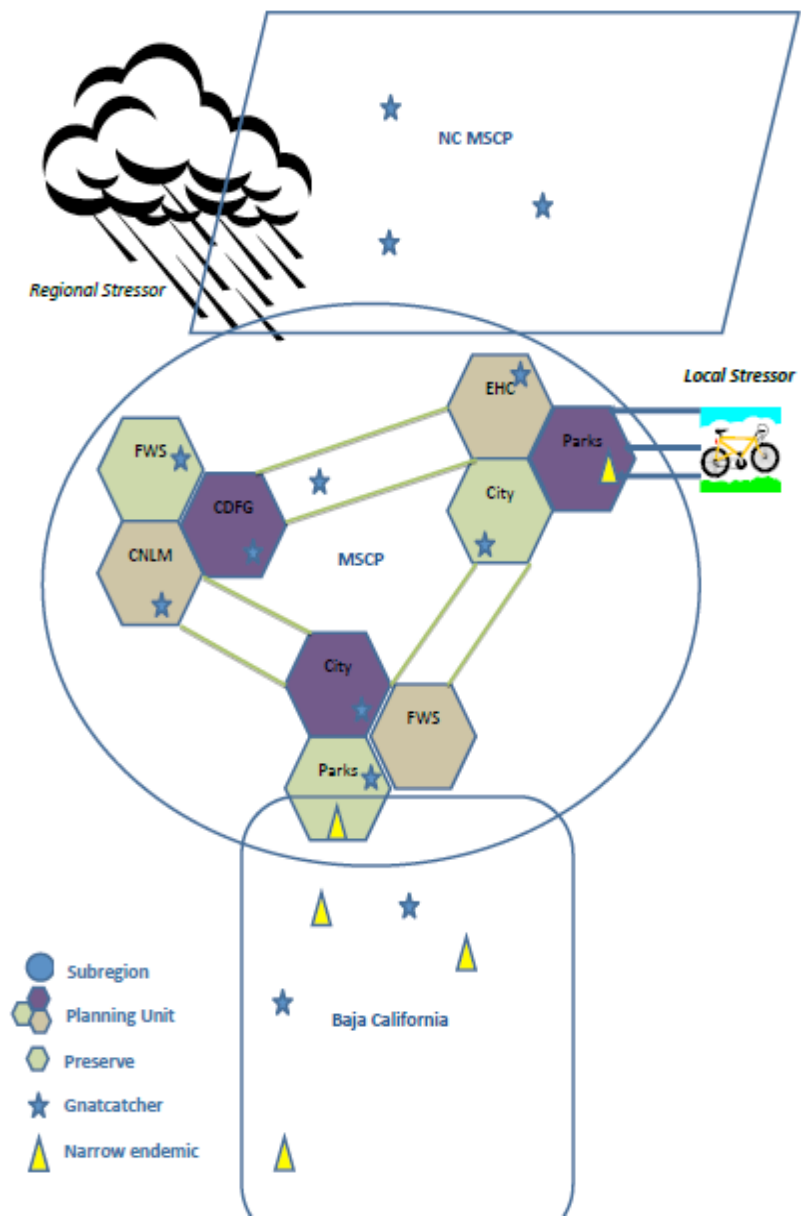 NC MSCP
Regional Stressor
EHC
Local Stressor
Parks
FWS
City
CDFG
CNLM
MSCP
City
FWS
Parks
Subregion
Planning Unit
Baja California
Preserve
Gnatcatcher
Narrow endemic